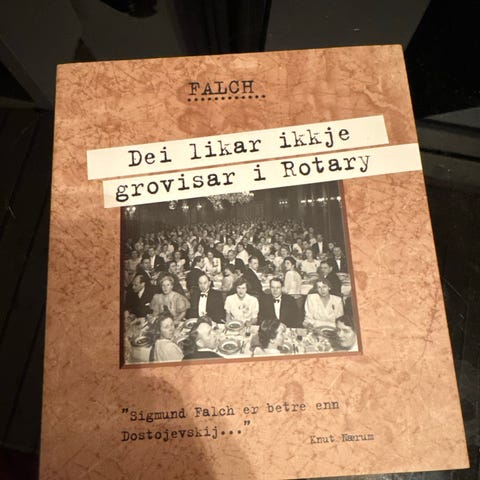 FALCH
Dei likar ikkje
grovisar i Rotary
"Sigmund Falch er betre enn
Dostojevskij..."
Knut Nærum